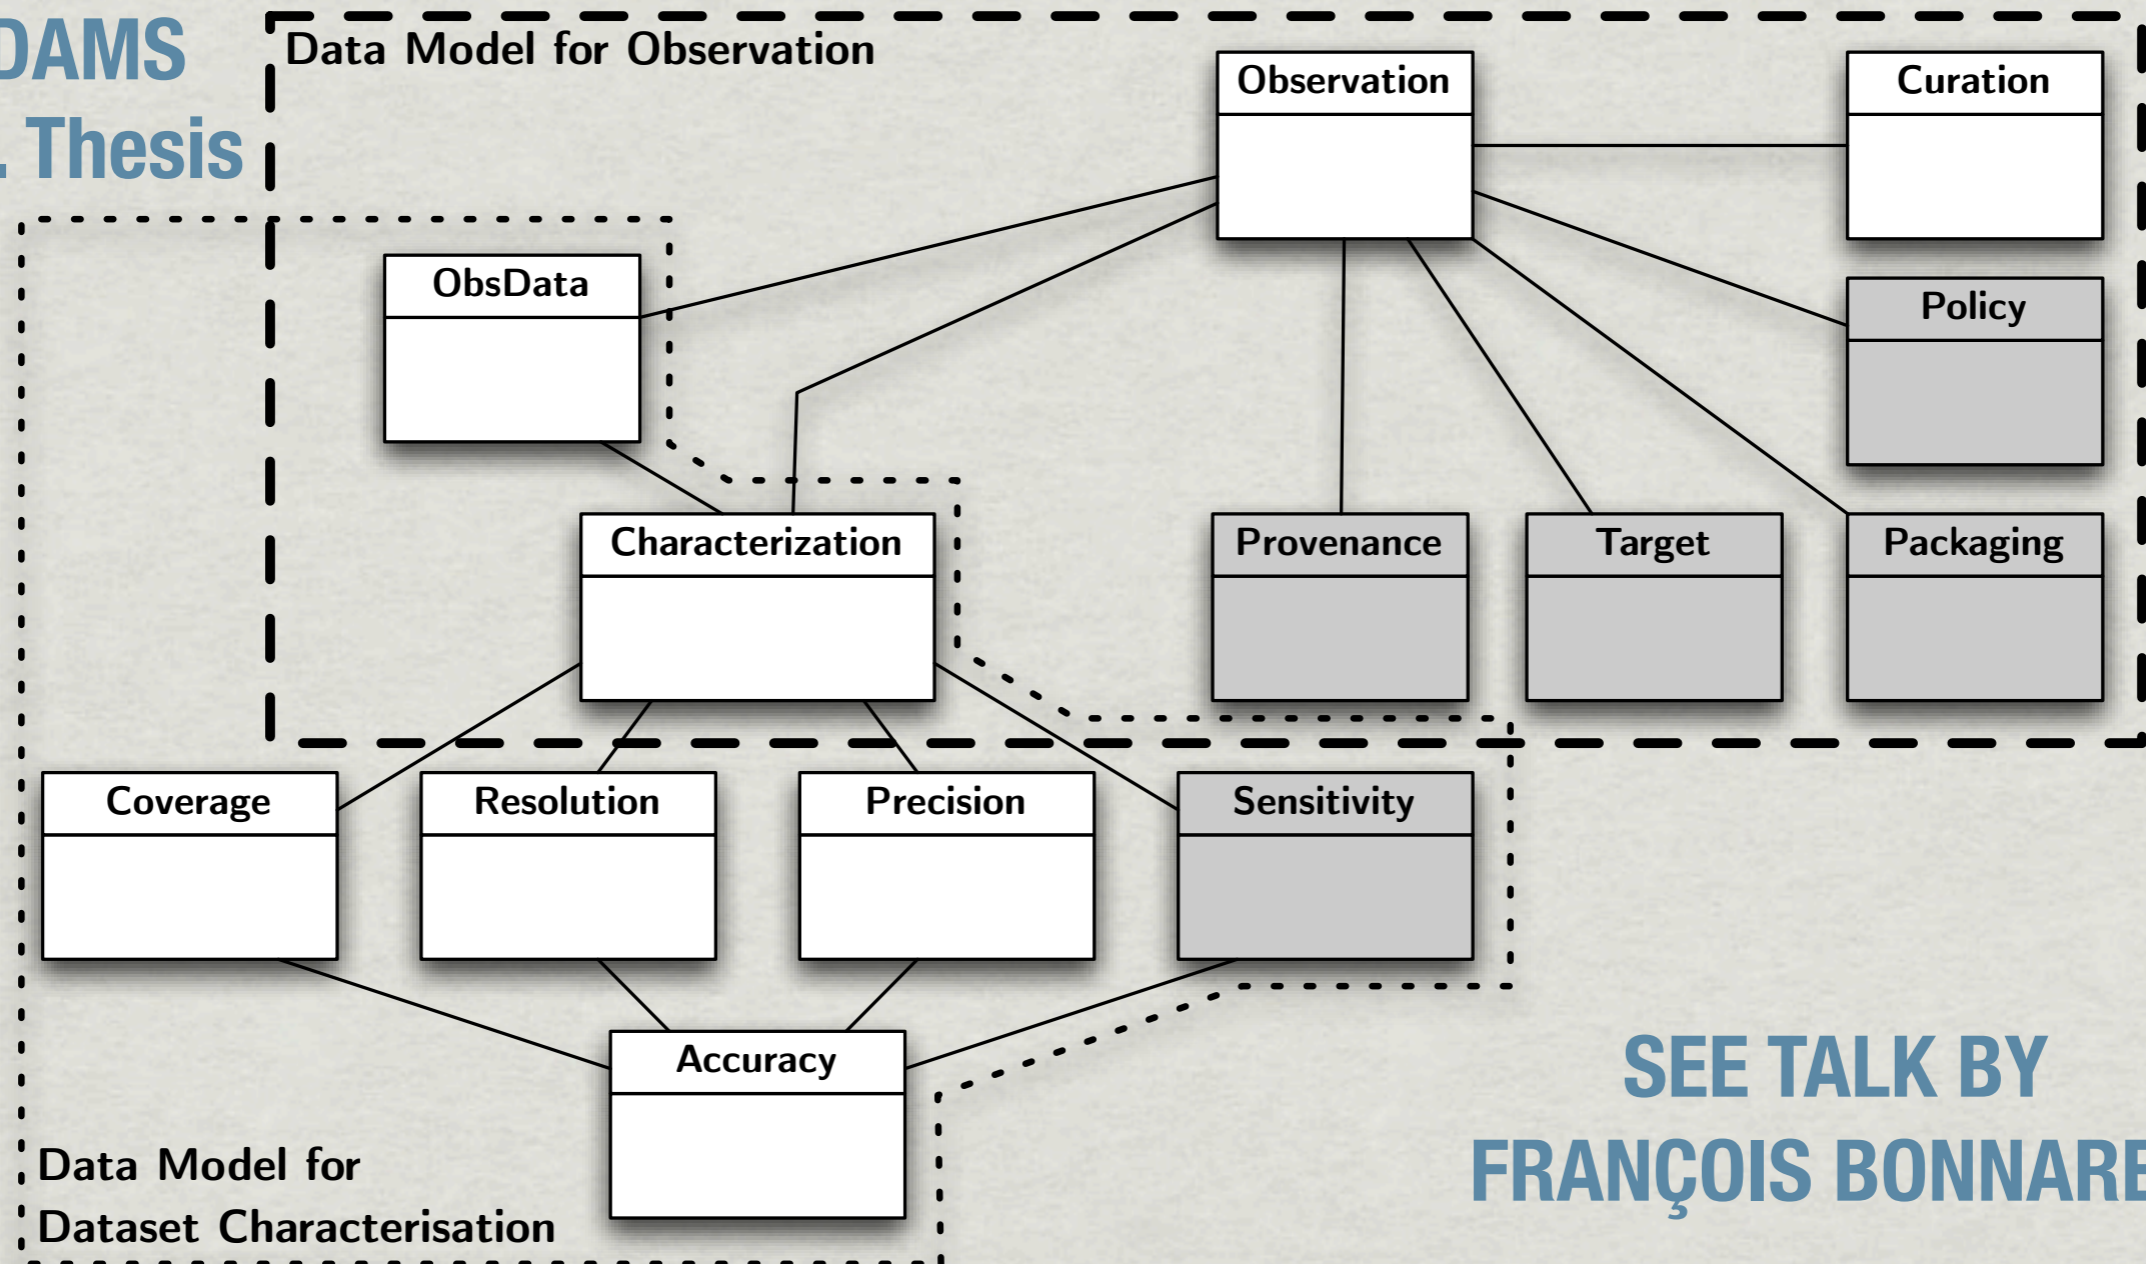 DAMS
. Thesis
Data Model for Observation
Observation
Curation
ObsData
Policy
Characterization
Provenance
Target
Packaging
Coverage
Resolution
Precision
Sensitivity
Accuracy
Data Model for
Dataset Characterisation
SEE TALK BY
FRANÇOIS BONNARE